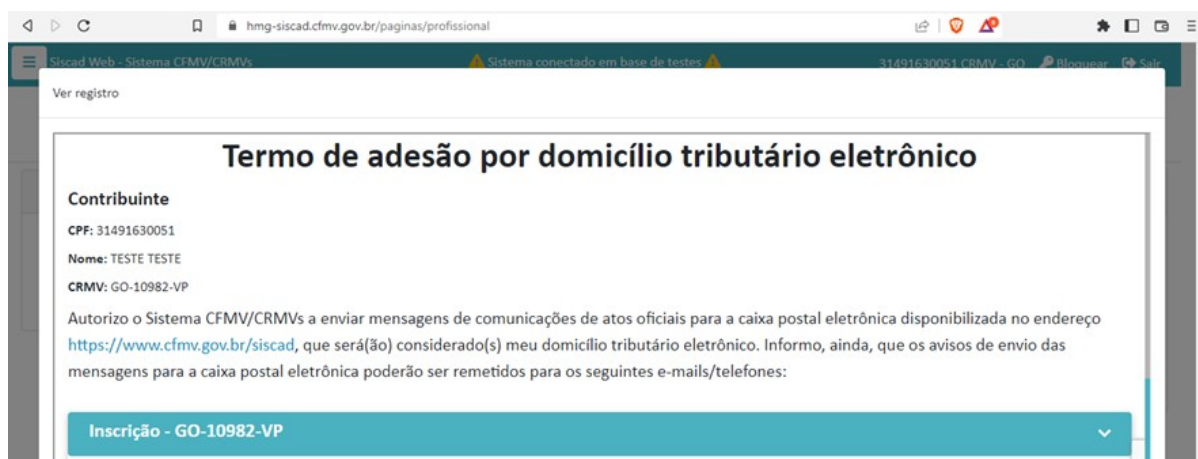 hmg-siscad.cfmv.gov.br/paginas/profissional
Siscad Web - Sistema CFMV/CRMVs
Sistema conectado em base de testes
31491630051 CRMV - GO
Bloquear
Sair
Ver registro
Termo de adesão por domicílio tributário eletrônico
Contribuinte
CPF: 31491630051
Nome: TESTE TESTE
CRMV: GO-10982-VP
Autorizo o Sistema CFMV/CRMVs a enviar mensagens de comunicações de atos oficiais para a caixa postal eletrônica disponibilizada no endereço
https://www.cfmv.gov.br/siscad, que será(ão) considerado(s) meu domicílio tributário eletrônico. Informo, ainda, que os avisos de envio das
mensagens para a caixa postal eletrônica poderão ser remetidos para os seguintes e-mails/telefones:
Inscrição - GO-10982-VP